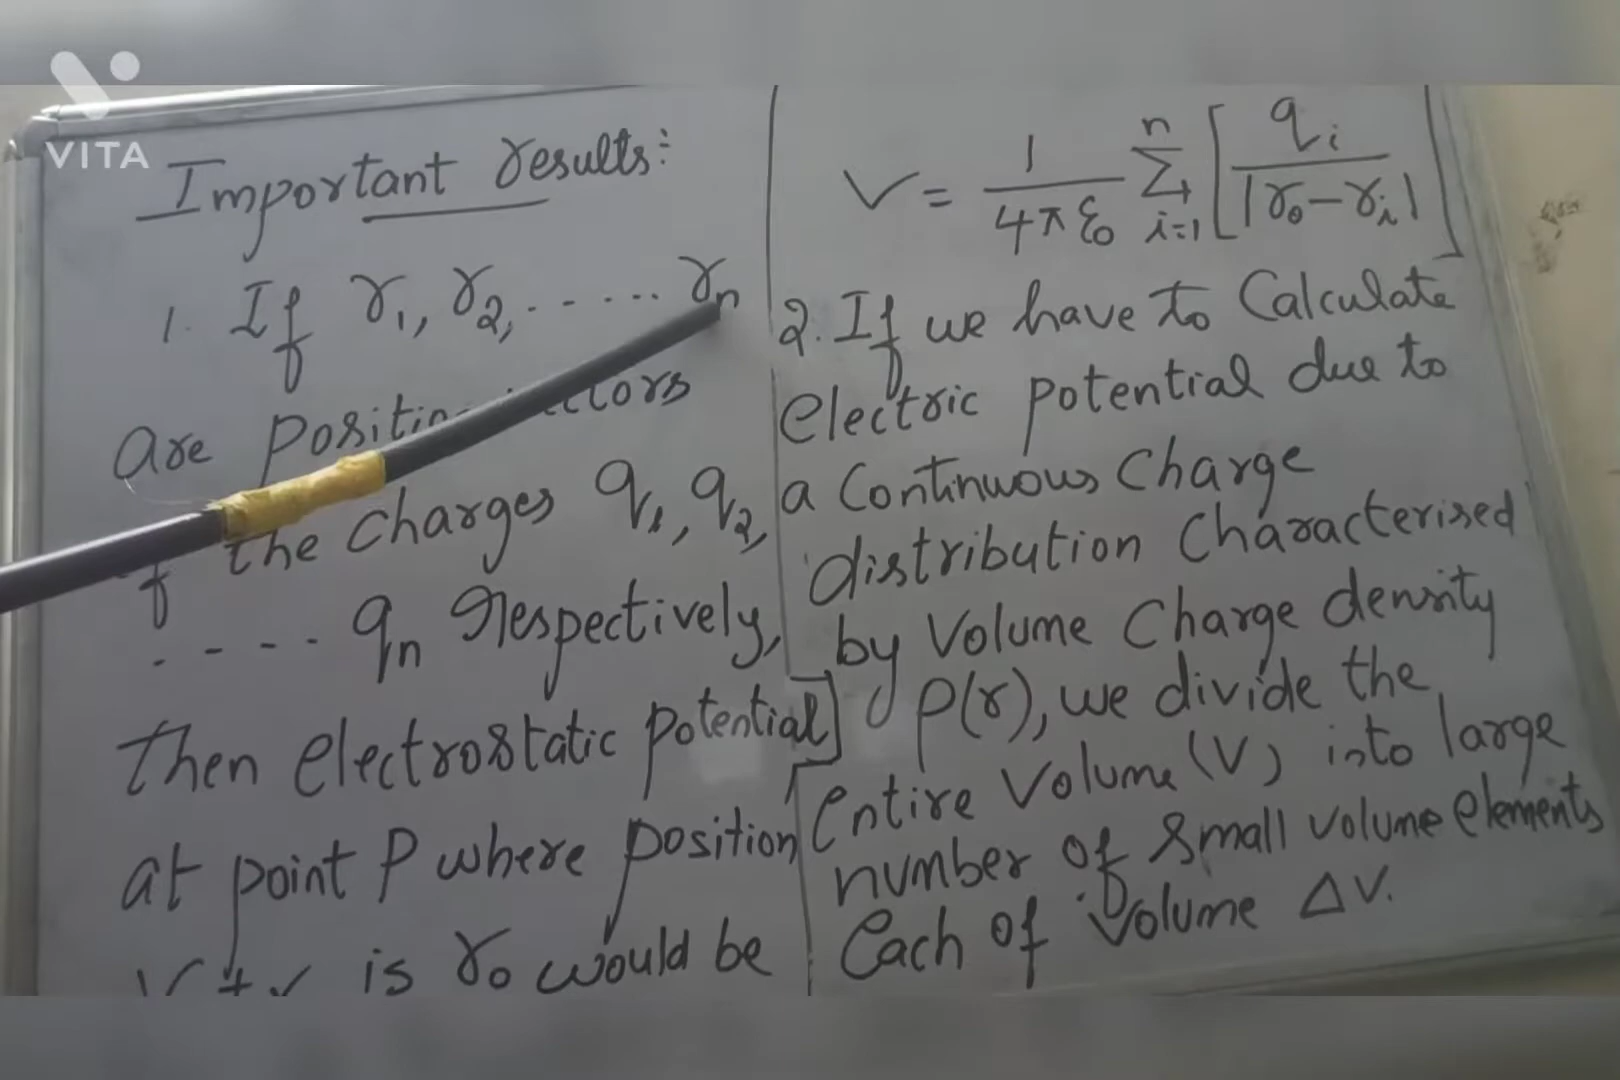 VITA
Important results:
1. If r₁, r₂, ...... rₙ
are
the charges q₁, q₂,
.... qₙ respectively,
then electrostatic potential
at point P where position
is r₀ would be
V = 1/4πε₀ Σⁿᵢ₌₁ [qᵢ/|r₀-rᵢ|]
2. If we have to Calculate
electric potential due to
a Continuous Charge
distribution Characterised
by Volume Charge density
ρ(r), we divide the
entire Volume (V) into large
number of small volume elements
each of Volume ΔV.